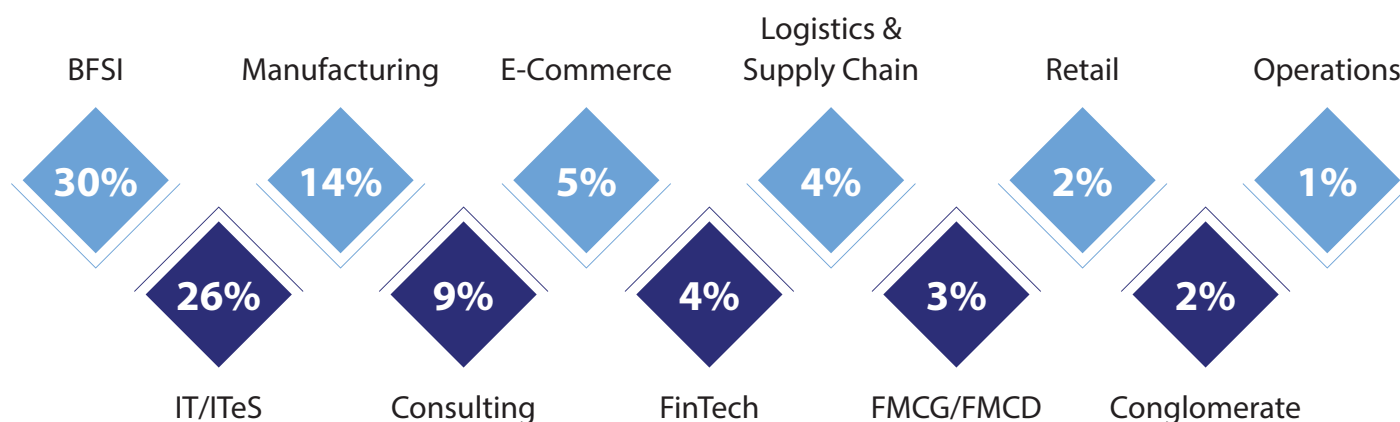 Logistics &
BFSI Manufacturing E-Commerce Supply Chain Retail Operations
30% 14% 5% 4% 2% 1%
26% 9% 4% 3% 2%
IT/ITeS Consulting FinTech FMCG/FMCD Conglomerate